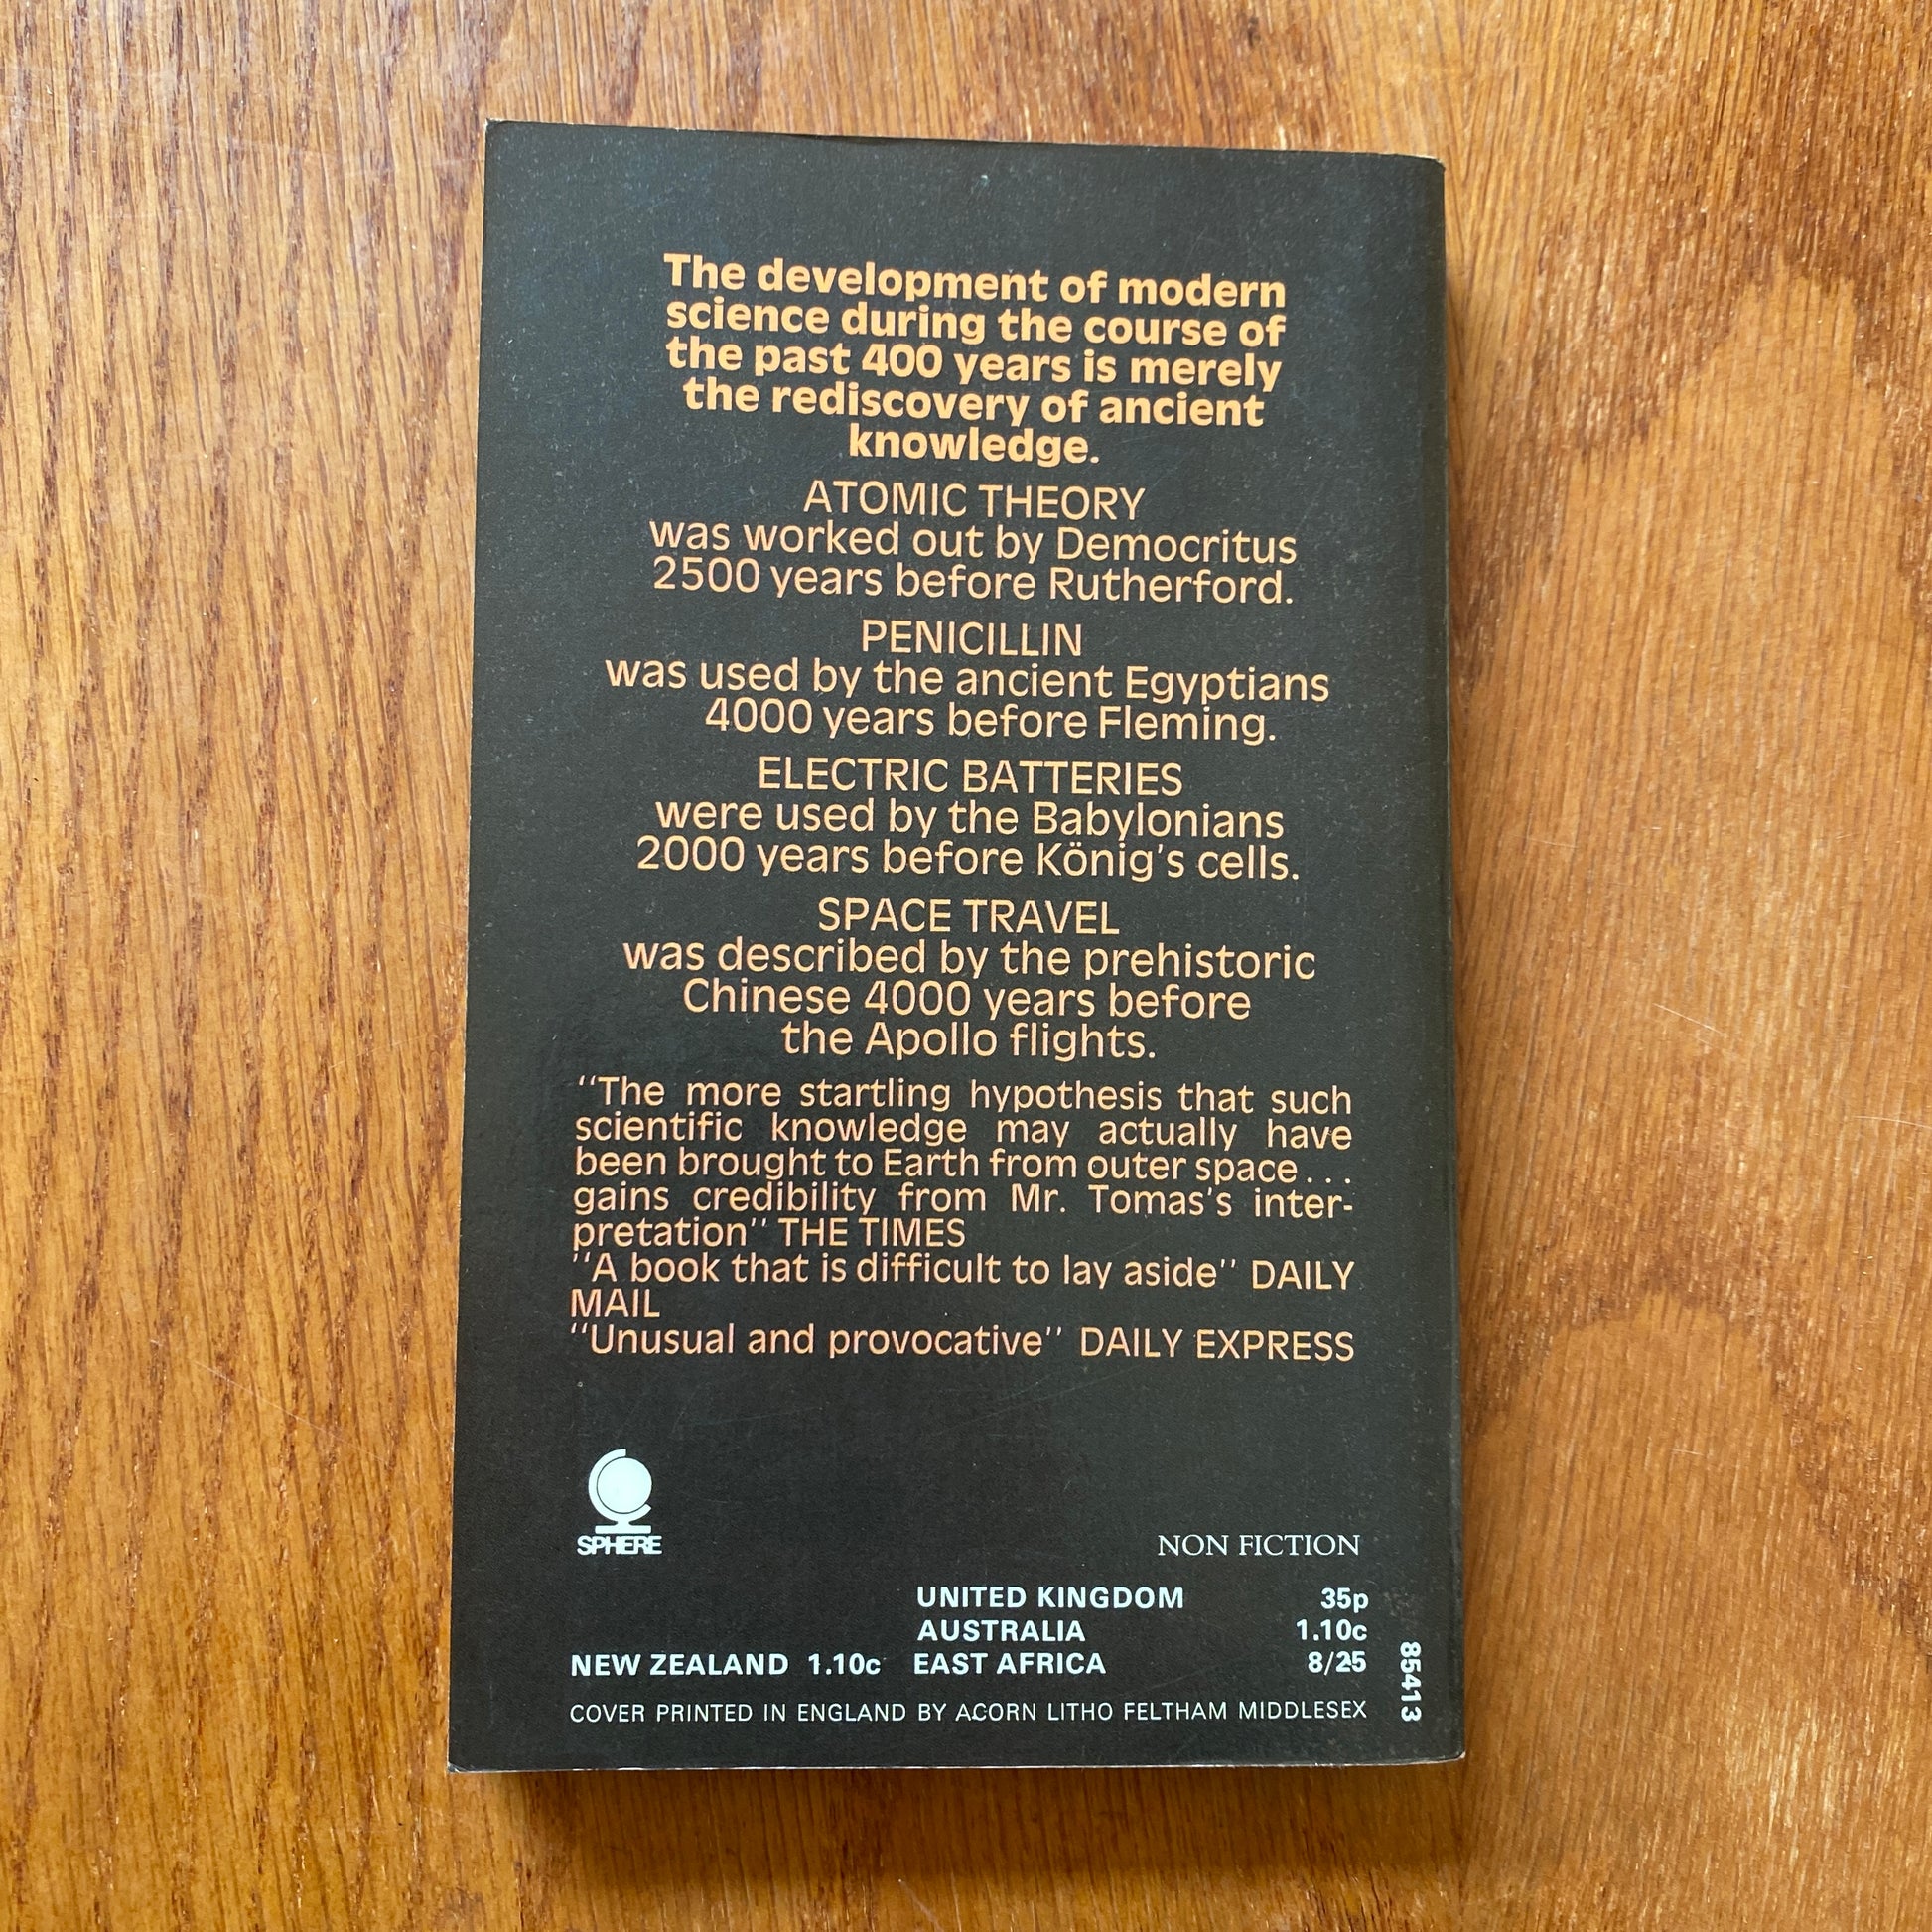 The development of modern
science during the course of
the past 400 years is merely
the rediscovery of ancient
knowledge.
ATOMIC THEORY
was worked out by Democritus
2500 years before Rutherford.
PENICILLIN
was used by the ancient Egyptians
4000 years before Fleming.
ELECTRIC BATTERIES
were used by the Babylonians
2000 years before König's cells.
SPACE TRAVEL
was described by the prehistoric
Chinese 4000 years before
the Apollo flights.
"The more startling hypothesis that such
scientific knowledge may actually have
been brought to Earth from outer space...
gains credibility from Mr. Tomas's inter-
pretation" THE TIMES
"A book that is difficult to lay aside" DAILY
MAIL
"Unusual and provocative" DAILY EXPRESS
SPHERE
NON FICTION
UNITED KINGDOM 35p
AUSTRALIA 1.10c
NEW ZEALAND 1.10c EAST AFRICA 8/25
COVER PRINTED IN ENGLAND BY ACORN LITHO FELTHAM MIDDLESEX
85413